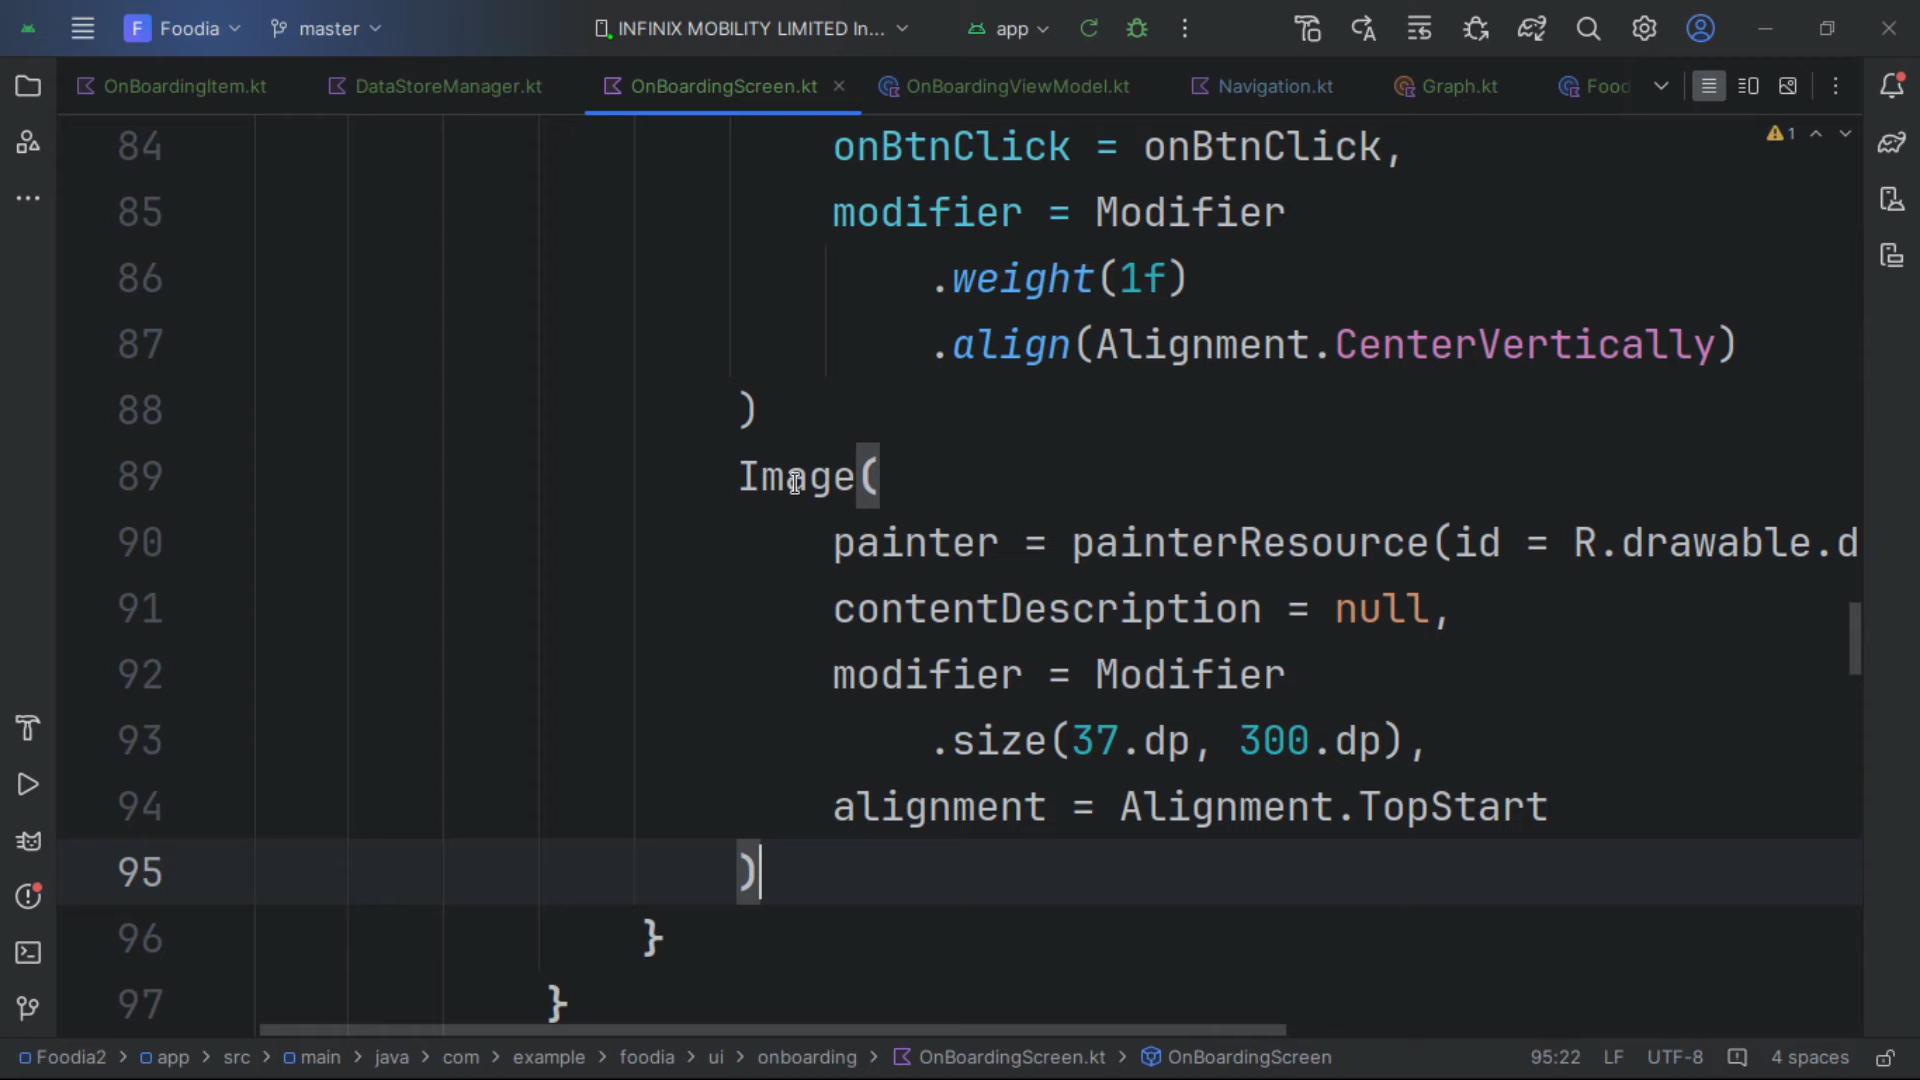 F Foodia master INFINIX MOBILITY LIMITED In... app
OnBoardingItem.kt DataStoreManager.kt OnBoardingScreen.kt OnBoardingViewModel.kt Navigation.kt Graph.kt Food
84 onBtnClick = onBtnClick, 1
85 modifier = Modifier
86 .weight(1f)
87 .align(Alignment.CenterVertically)
88 )
89 Image(
90 painter = painterResource(id = R.drawable.d
91 contentDescription = null,
92 modifier = Modifier
93 .size(37.dp, 300.dp),
94 alignment = Alignment.TopStart
95 )
96 }
97 }
Foodia2 > app > src > main > java > com > example > foodia > ui > onboarding > OnBoardingScreen.kt > OnBoardingScreen 95:22 LF UTF-8 4 spaces